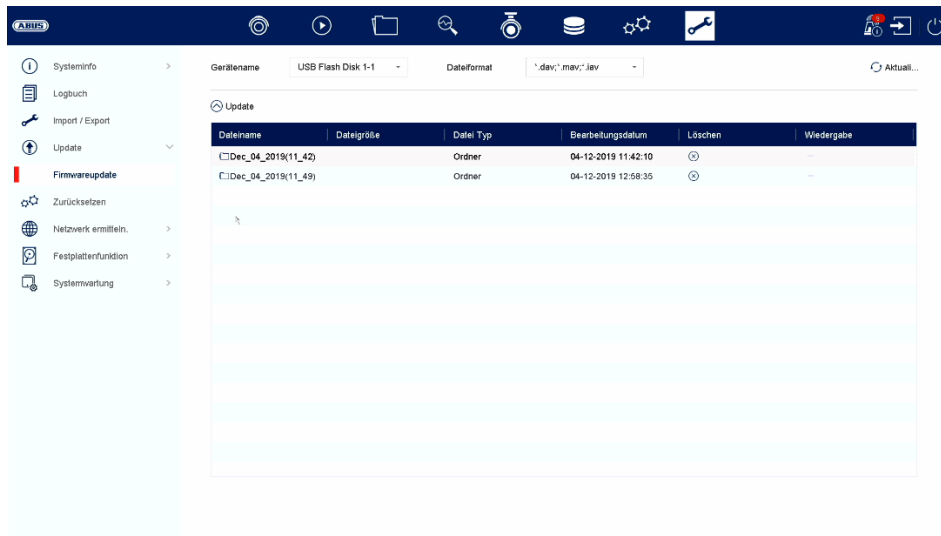 ABUS
9
Systeminfo
Logbuch
Import / Export
Update
Firmwareupdate
Zurücksetzen
Netzwerk ermitteln.
Festplattenfunktion
Systemwartung
Gerätename USB Flash Disk 1-1 Dateiformat *.dav;*.mav;*.iav Aktuali...
Update
Dateiname Dateigröße Datei Typ Bearbeitungsdatum Löschen Wiedergabe
Dec_04_2019(11_42) Ordner 04-12-2019 11:42:10 –
Dec_04_2019(11_49) Ordner 04-12-2019 12:58:35 –